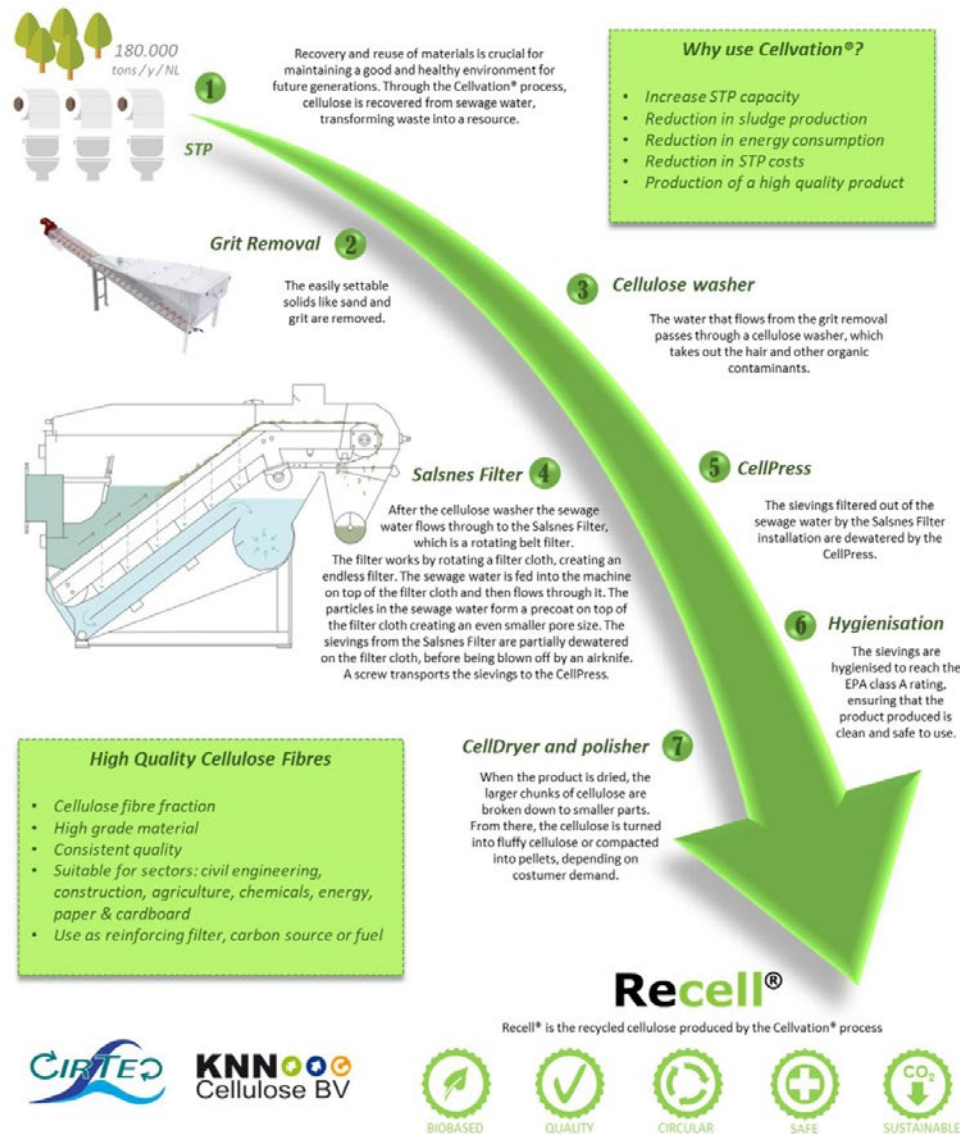 180.000
tons / y / NL
1
STP
Recovery and reuse of materials is crucial for
maintaining a good and healthy environment for
future generations. Through the Cellvation® process,
cellulose is recovered from sewage water,
transforming waste into a resource.
Why use Cellvation®?
• Increase STP capacity
• Reduction in sludge production
• Reduction in energy consumption
• Reduction in STP costs
• Production of a high quality product
Grit Removal 2
The easily settable
solids like sand and
grit are removed.
3 Cellulose washer
The water that flows from the grit removal
passes through a cellulose washer, which
takes out the hair and other organic
contaminants.
Salsnes Filter 4
After the cellulose washer the sewage
water flows through to the Salsnes Filter,
which is a rotating belt filter.
The filter works by rotating a filter cloth, creating an
endless filter. The sewage water is fed into the machine
on top of the filter cloth and then flows through it. The
particles in the sewage water form a precoat on top of
the filter cloth creating an even smaller pore size. The
sievings from the Salsnes Filter are partially dewatered
on the filter cloth, before being blown off by an airknife.
A screw transports the sievings to the CellPress.
5 CellPress
The sievings filtered out of the
sewage water by the Salsnes Filter
installation are dewatered by the
CellPress.
6 Hygienisation
The sievings are
hygienised to reach the
EPA class A rating,
ensuring that the
product produced is
clean and safe to use.
CellDryer and polisher 7
When the product is dried, the
larger chunks of cellulose are
broken down to smaller parts.
From there, the cellulose is turned
into fluffy cellulose or compacted
into pellets, depending on
costumer demand.
High Quality Cellulose Fibres
• Cellulose fibre fraction
• High grade material
• Consistent quality
• Suitable for sectors: civil engineering,
construction, agriculture, chemicals, energy,
paper & cardboard
• Use as reinforcing filter, carbon source or fuel
Recell®
Recell® is the recycled cellulose produced by the Cellvation® process
CIRTEC
KNN
Cellulose BV
BIOBASED
QUALITY
CIRCULAR
SAFE
CO2
SUSTAINABLE